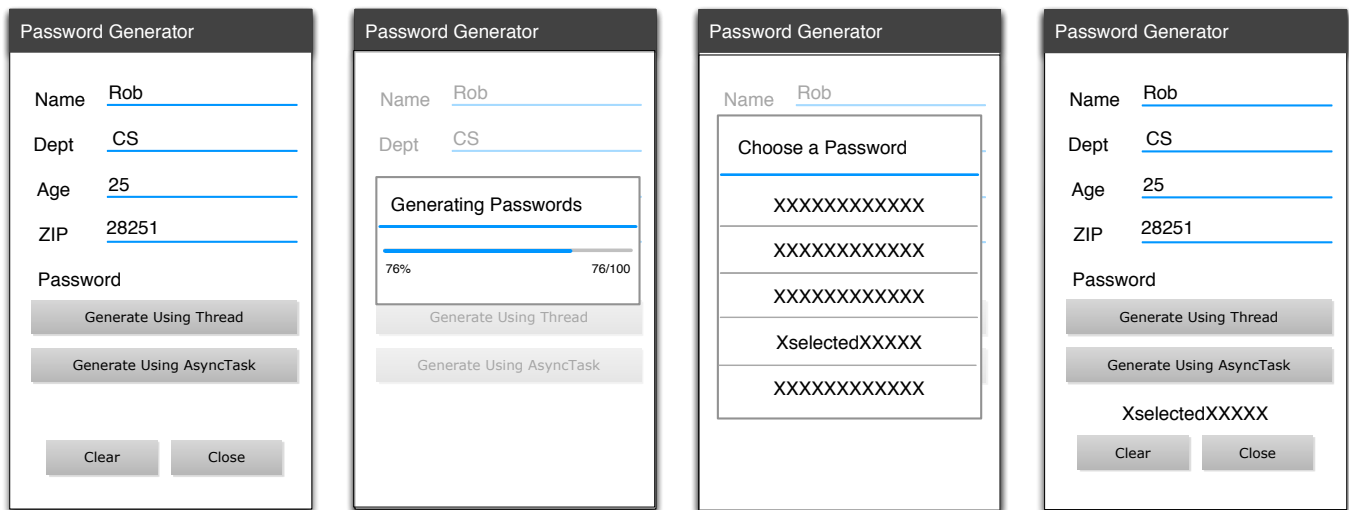 Password Generator
Name Rob
Dept CS
Age 25
ZIP 28251
Password
Generate Using Thread
Generate Using AsyncTask
Clear Close
Password Generator
Name Rob
Dept CS
Generating Passwords
76% 76/100
Generate Using Thread
Generate Using AsyncTask
Password Generator
Name Rob
Choose a Password
XXXXXXXXXXXX
XXXXXXXXXXXX
XXXXXXXXXXXX
XselectedXXXXX
XXXXXXXXXXXX
Password Generator
Name Rob
Dept CS
Age 25
ZIP 28251
Password
Generate Using Thread
Generate Using AsyncTask
XselectedXXXXX
Clear Close